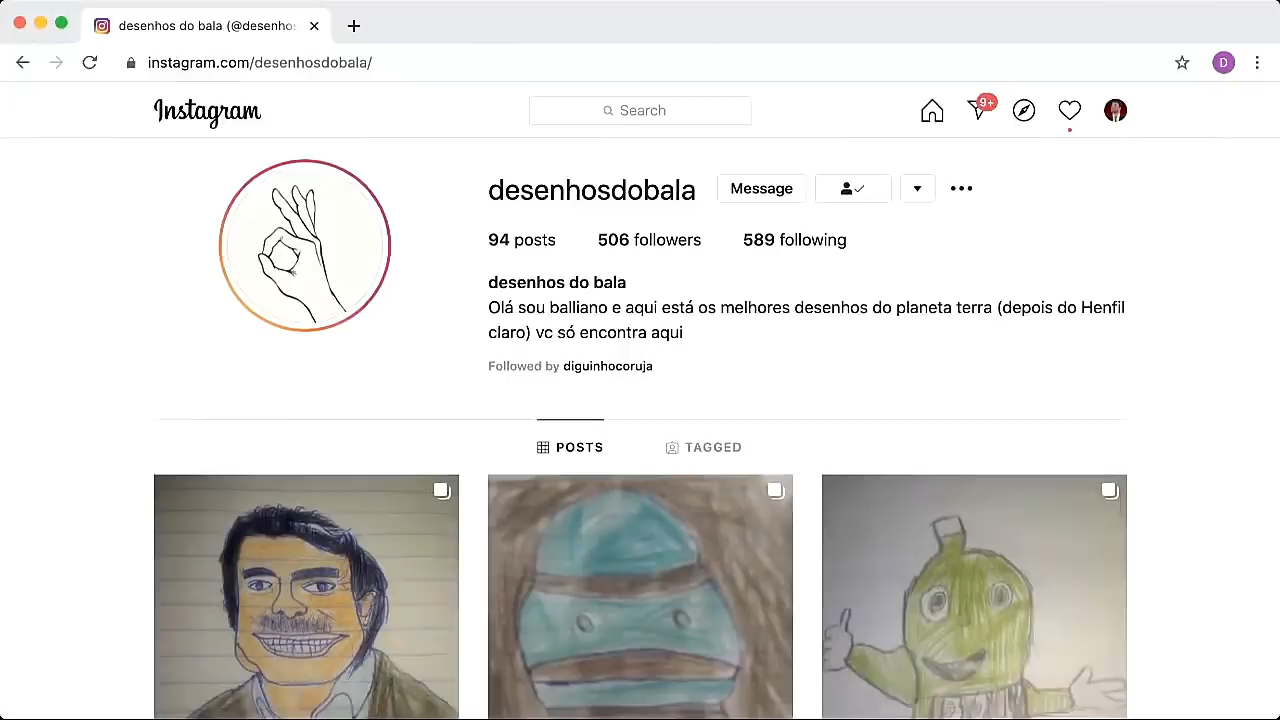 desenhos do bala (@desenhos
instagram.com/desenhosdobala/
D
Instagram
Search
9+
desenhosdobala
Message
94 posts 506 followers 589 following
desenhos do bala
Olá sou balliano e aqui está os melhores desenhos do planeta terra (depois do Henfil
claro) vc só encontra aqui
Followed by diguinhocoruja
POSTS TAGGED